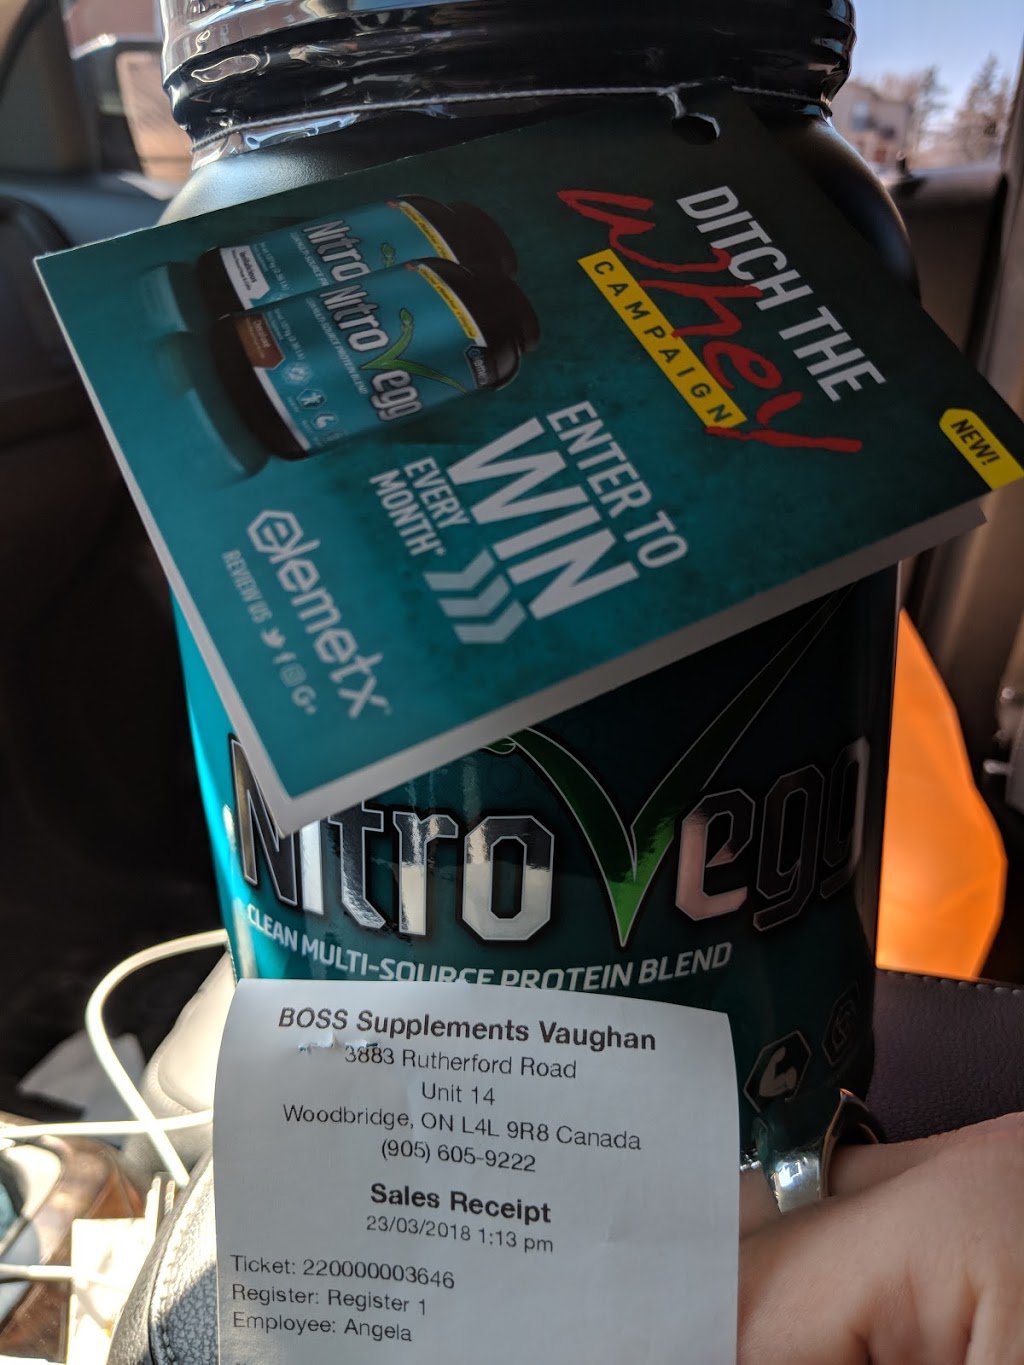 DITCH THE
Whey
CAMPAIGN
NEW!
ENTER TO
WIN
EVERY
MONTH*
elemetx
REVIEW US
G+
Nitro
Nitro Vegg
Nitro Vegg
CLEAN MULTI-SOURCE PROTEIN BLEND
BOSS Supplements Vaughan
3883 Rutherford Road
Unit 14
Woodbridge, ON L4L 9R8 Canada
(905) 605-9222
Sales Receipt
23/03/2018 1:13 pm
Ticket: 220000003646
Register: Register 1
Employee: Angela